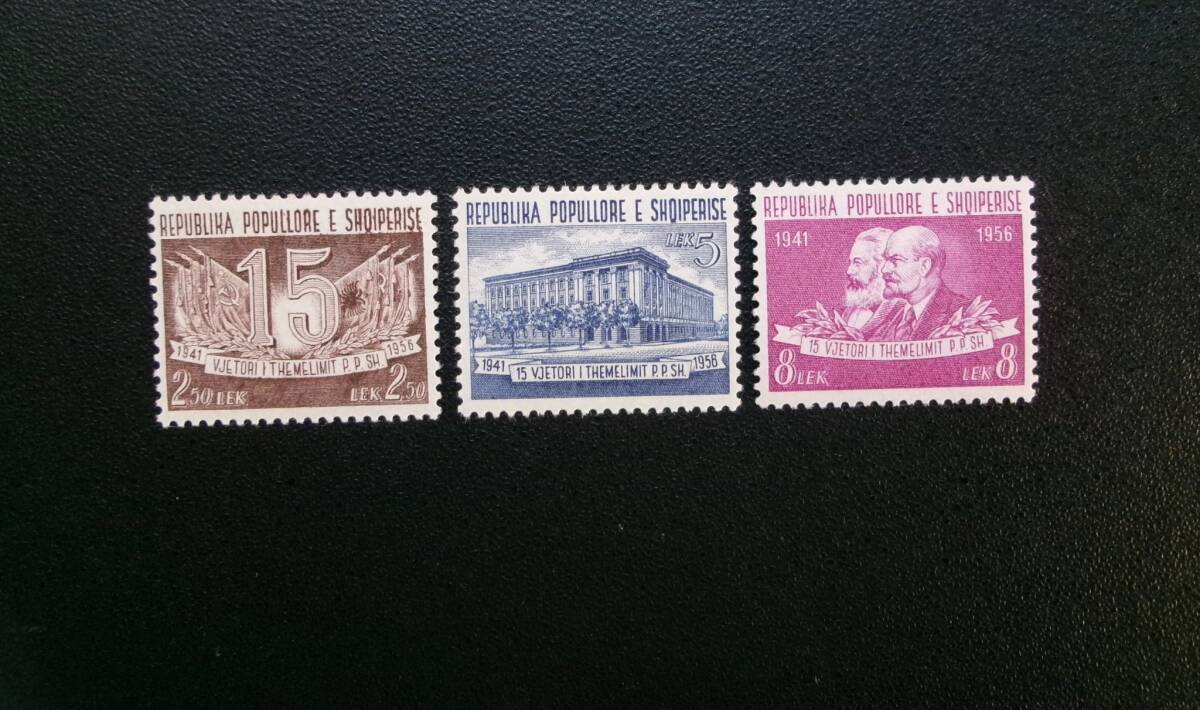 REPUBLIKA POPULLORE E SHQIPERISE
15
1941 VJETORI I THEMELIMIT P.P.SH. 1956
2.50 LEK LEK 2.50
REPUBLIKA POPULLORE E SHQIPERISE
LEK 5
1941 15 VJETORI I THEMELIMIT P.P.SH. 1956
REPUBLIKA POPULLORE E SHQIPERISE
1941 1956
15 VJETORI I THEMELIMIT P.P.SH.
8 LEK LEK 8